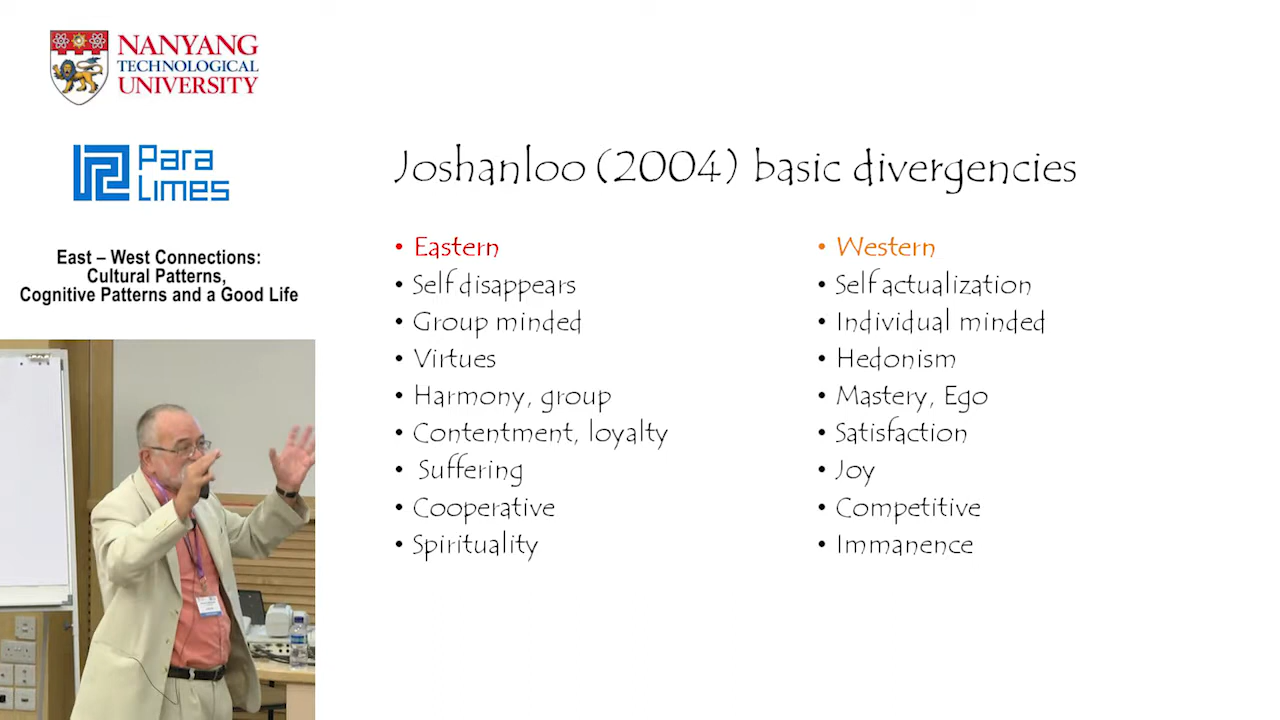 NANYANG
TECHNOLOGICAL
UNIVERSITY
Para
Limes
East – West Connections:
Cultural Patterns,
Cognitive Patterns and a Good Life
Joshanloo (2004) basic divergencies
• Eastern
• Self disappears
• Group minded
• Virtues
• Harmony, group
• Contentment, loyalty
• Suffering
• Cooperative
• Spirituality
• Western
• Self actualization
• Individual minded
• Hedonism
• Mastery, Ego
• Satisfaction
• Joy
• Competitive
• Immanence